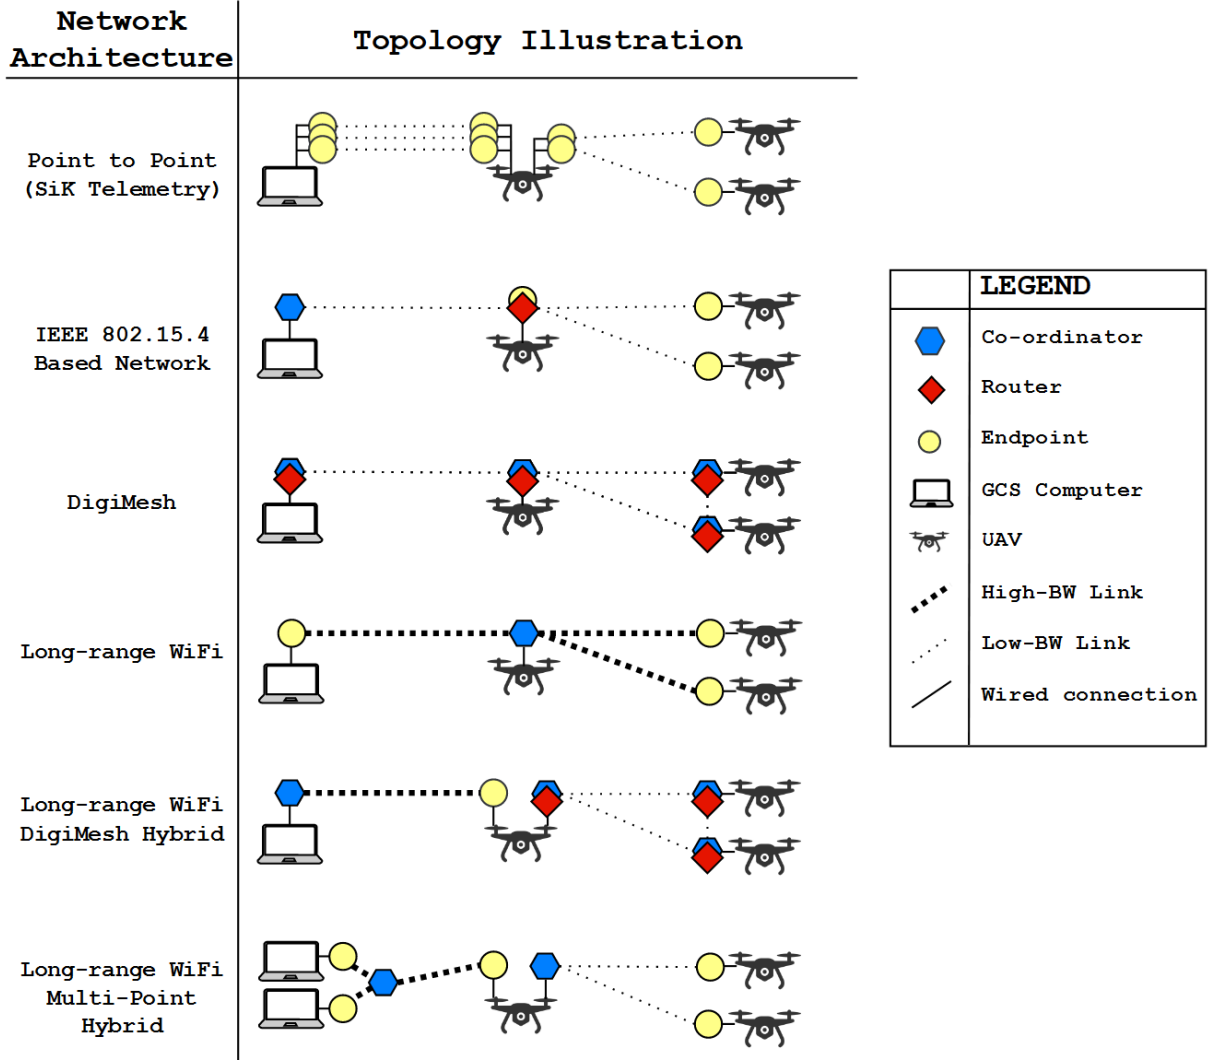 Network
Architecture
Topology Illustration
Point to Point
(SiK Telemetry)
IEEE 802.15.4
Based Network
DigiMesh
Long-range WiFi
Long-range WiFi
DigiMesh Hybrid
Long-range WiFi
Multi-Point
Hybrid
LEGEND
Co-ordinator
Router
Endpoint
GCS Computer
UAV
High-BW Link
Low-BW Link
Wired connection